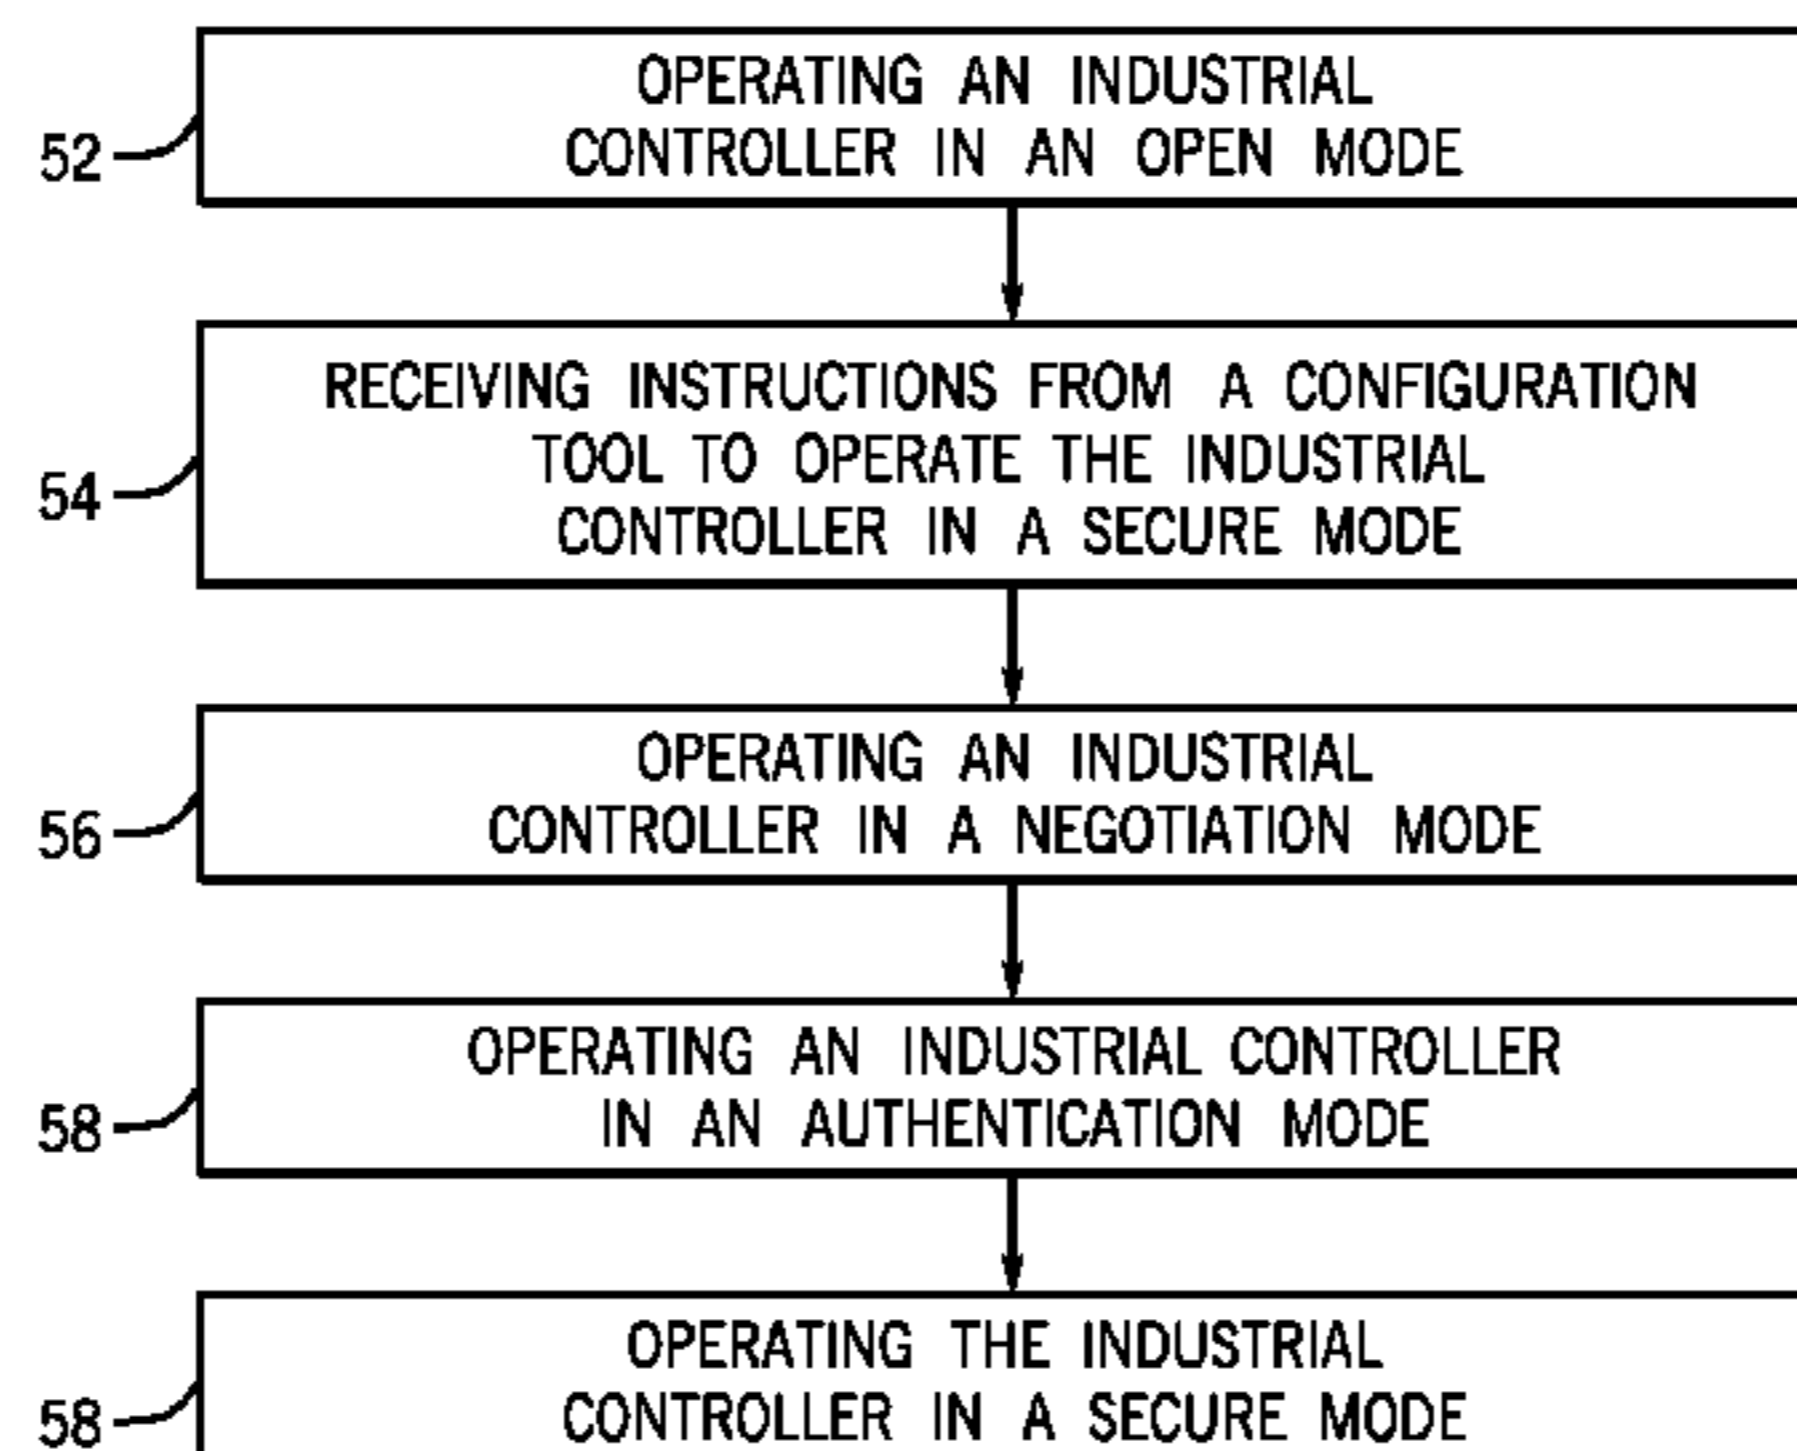 OPERATING AN INDUSTRIAL
CONTROLLER IN AN OPEN MODE
52
RECEIVING INSTRUCTIONS FROM A CONFIGURATION
TOOL TO OPERATE THE INDUSTRIAL
CONTROLLER IN A SECURE MODE
54
OPERATING AN INDUSTRIAL
CONTROLLER IN A NEGOTIATION MODE
56
OPERATING AN INDUSTRIAL CONTROLLER
IN AN AUTHENTICATION MODE
58
OPERATING THE INDUSTRIAL
CONTROLLER IN A SECURE MODE
58